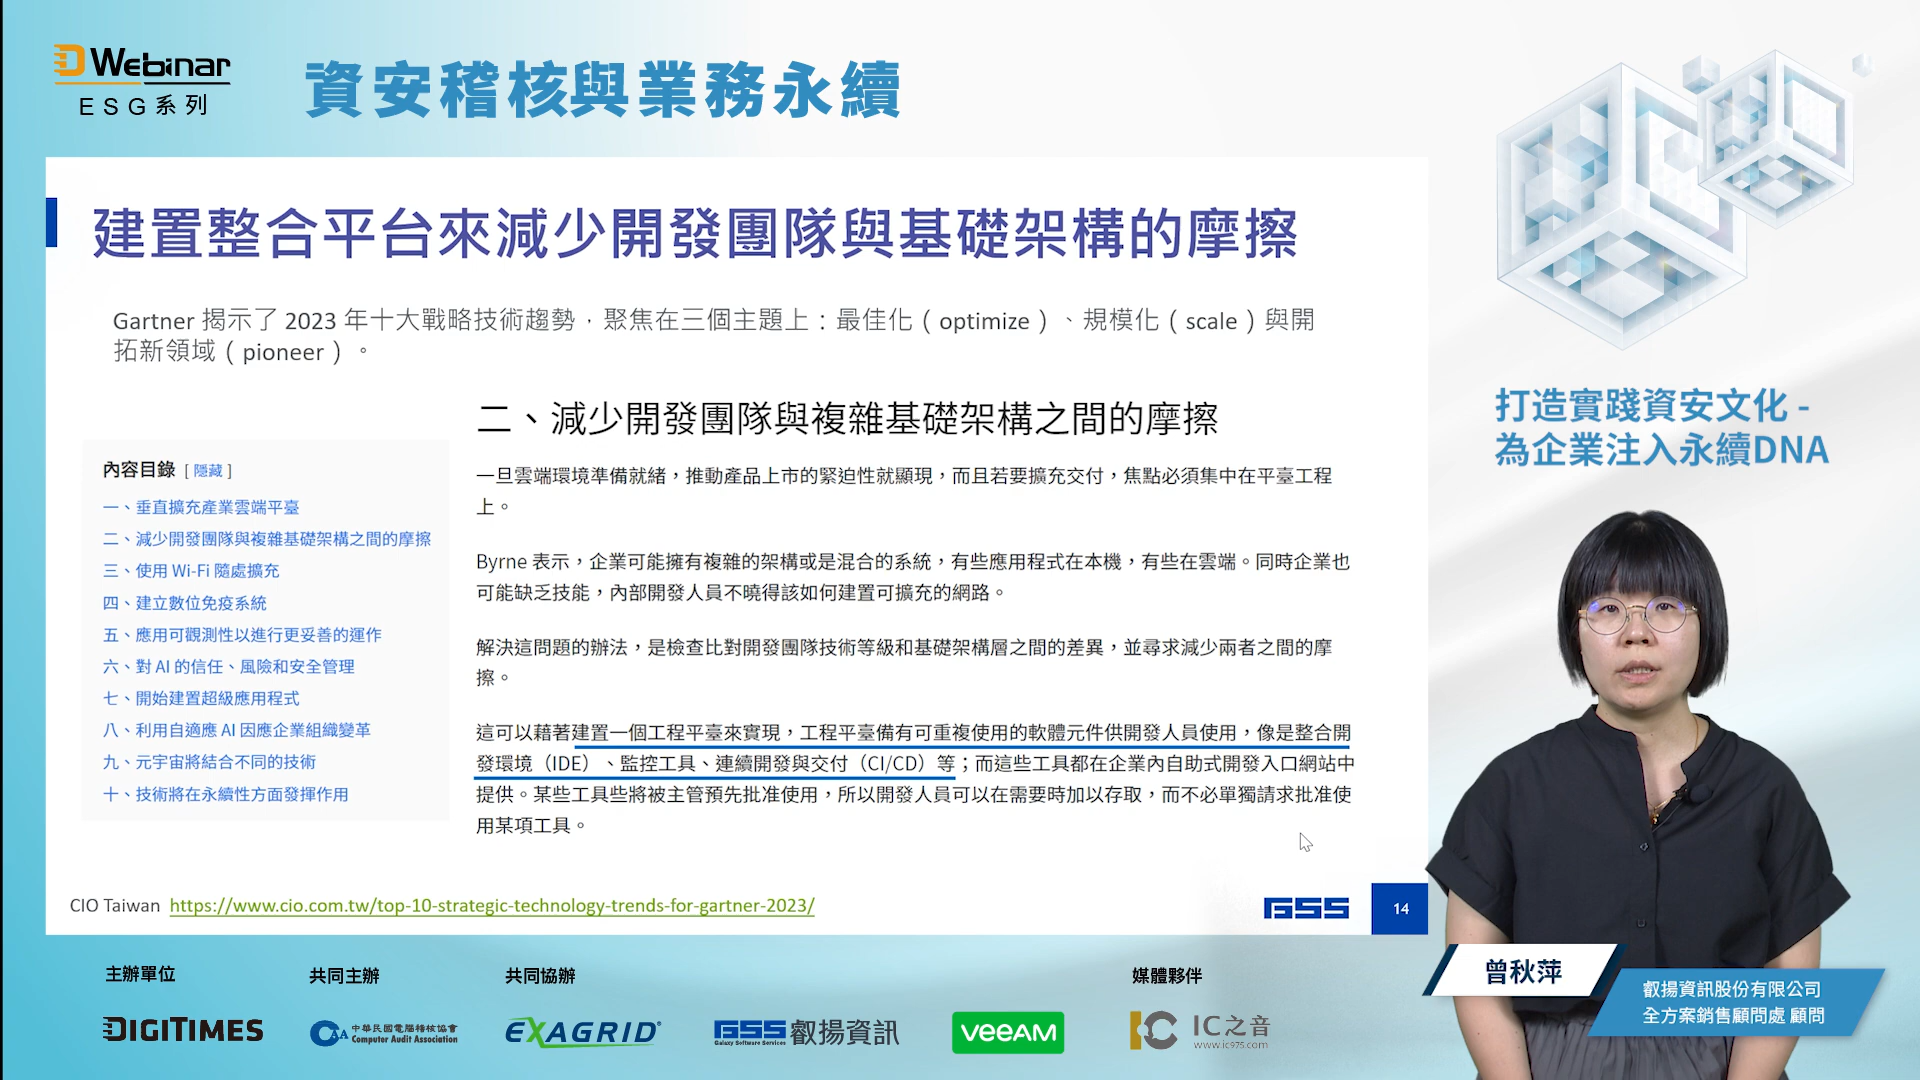 D Webinar
ESG系列
資安稽核與業務永續
建置整合平台來減少開發團隊與基礎架構的摩擦
Gartner 揭示了 2023 年十大戰略技術趨勢，聚焦在三個主題上：最佳化（optimize）、規模化（scale）與開
拓新領域（pioneer）。
內容目錄 [ 隱藏 ]
一、垂直擴充產業雲端平臺
二、減少開發團隊與複雜基礎架構之間的摩擦
三、使用 Wi-Fi 隨處擴充
四、建立數位免疫系統
五、應用可觀測性以進行更妥善的運作
六、對 AI 的信任、風險和安全管理
七、開始建置超級應用程式
八、利用自適應 AI 因應企業組織變革
九、元宇宙將結合不同的技術
十、技術將在永續性方面發揮作用
二、減少開發團隊與複雜基礎架構之間的摩擦
一旦雲端環境準備就緒，推動產品上市的緊迫性就顯現，而且若要擴充交付，焦點必須集中在平臺工程
上。
Byrne 表示，企業可能擁有複雜的架構或是混合的系統，有些應用程式在本機，有些在雲端。同時企業也
可能缺乏技能，內部開發人員不曉得該如何建置可擴充的網路。
解決這問題的辦法，是檢查比對開發團隊技術等級和基礎架構層之間的差異，並尋求減少兩者之間的摩
擦。
這可以藉著建置一個工程平臺來實現，工程平臺備有可重複使用的軟體元件供開發人員使用，像是整合開
發環境（IDE）、監控工具、連續開發與交付（CI/CD）等；而這些工具都在企業內自助式開發入口網站中
提供。某些工具些將被主管預先批准使用，所以開發人員可以在需要時加以存取，而不必單獨請求批准使
用某項工具。
CIO Taiwan https://www.cio.com.tw/top-10-strategic-technology-trends-for-gartner-2023/
GSS
14
打造實踐資安文化 -
為企業注入永續DNA
曾秋萍
叡揚資訊股份有限公司
全方案銷售顧問處 顧問
主辦單位
共同主辦
共同協辦
媒體夥伴
DIGITIMES
CAA 中華民國電腦稽核協會
Computer Audit Association
EXAGRID
GSS 叡揚資訊
Galaxy Software Services
VEEAM
IC IC之音
www.ic975.com